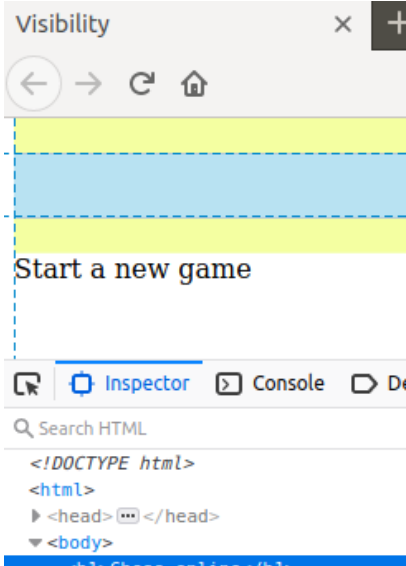 Visibility
Start a new game
Inspector Console
Search HTML
<!DOCTYPE html>
<html>
<head></head>
<body>